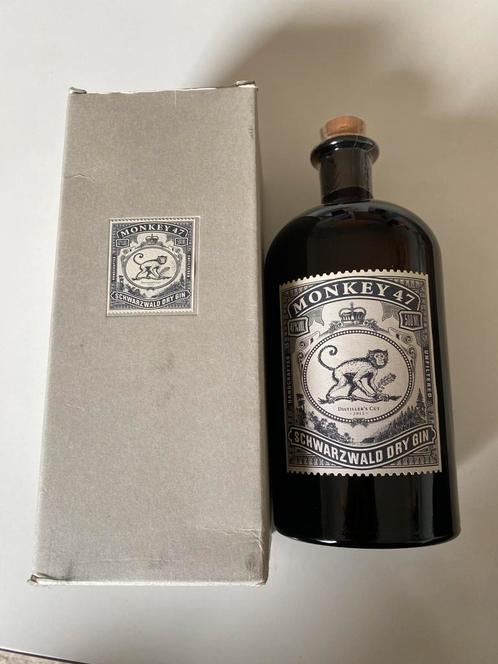 MONKEY 47
SCHWARZWALD DRY GIN
MONKEY 47
47%VOL
500 ML
HANDCRAFTED
UNFILTERED
DISTILLER'S CUT
SCHWARZWALD DRY GIN